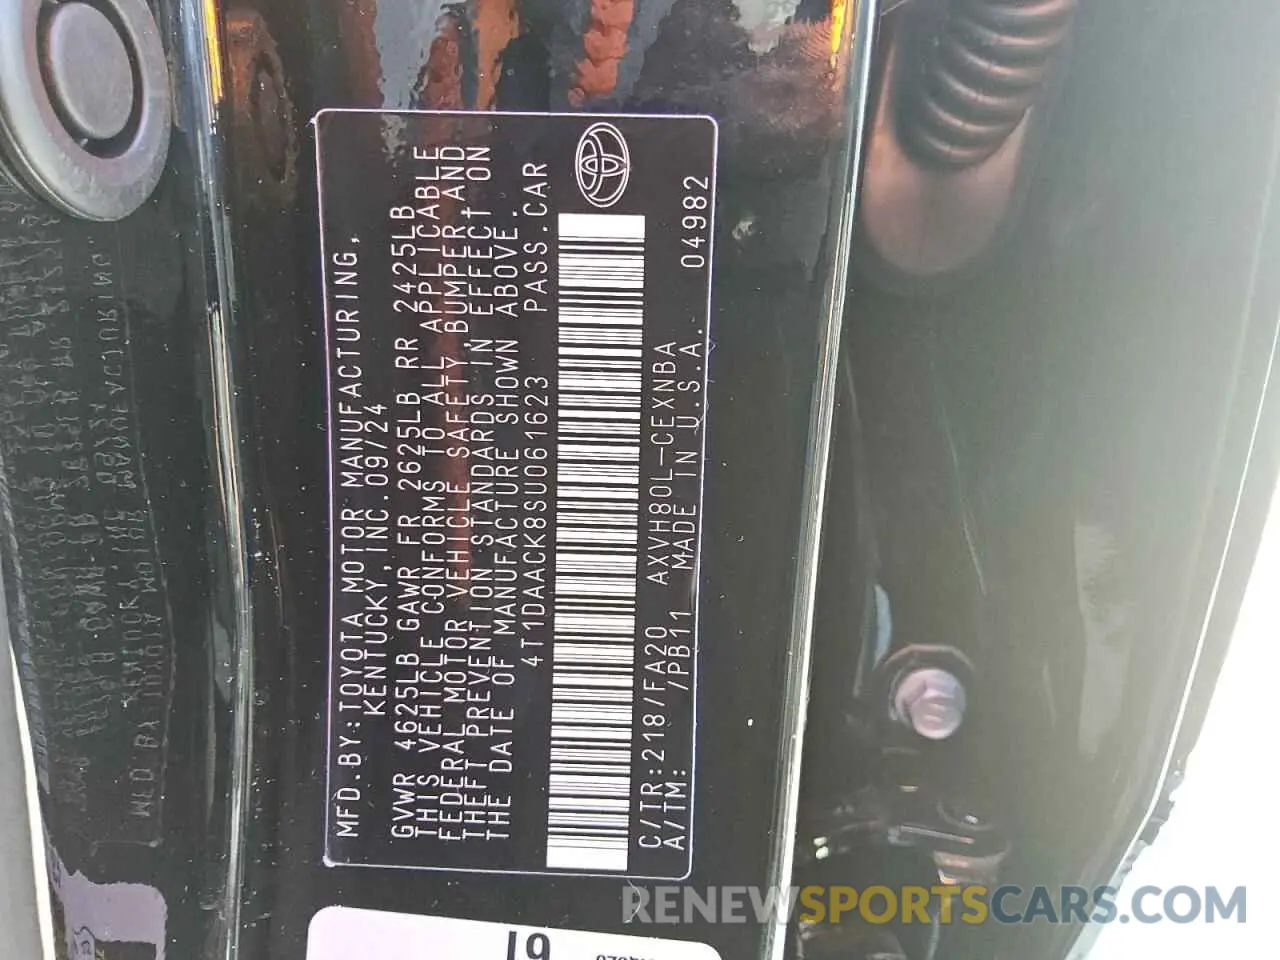 MFD.BY:TOYOTA MOTOR MANUFACTURING,
KENTUCKY,INC.09/24
GVWR 4625LB GAWR FR 2625LB RR 2425LB
THIS VEHICLE CONFORMS TO ALL APPLICABLE
FEDERAL MOTOR VEHICLE SAFETY,BUMPER,AND
THEFT PREVENTION STANDARDS IN EFFECT ON
THE DATE OF MANUFACTURE SHOWN ABOVE.
4T1DAACK8SU061623 PASS.CAR
C/TR:218/FA20 AXVH80L-CEXNBA 04982
A/TM: /PB11 MADE IN U.S.A.
RENEWSPORTSCARS.COM